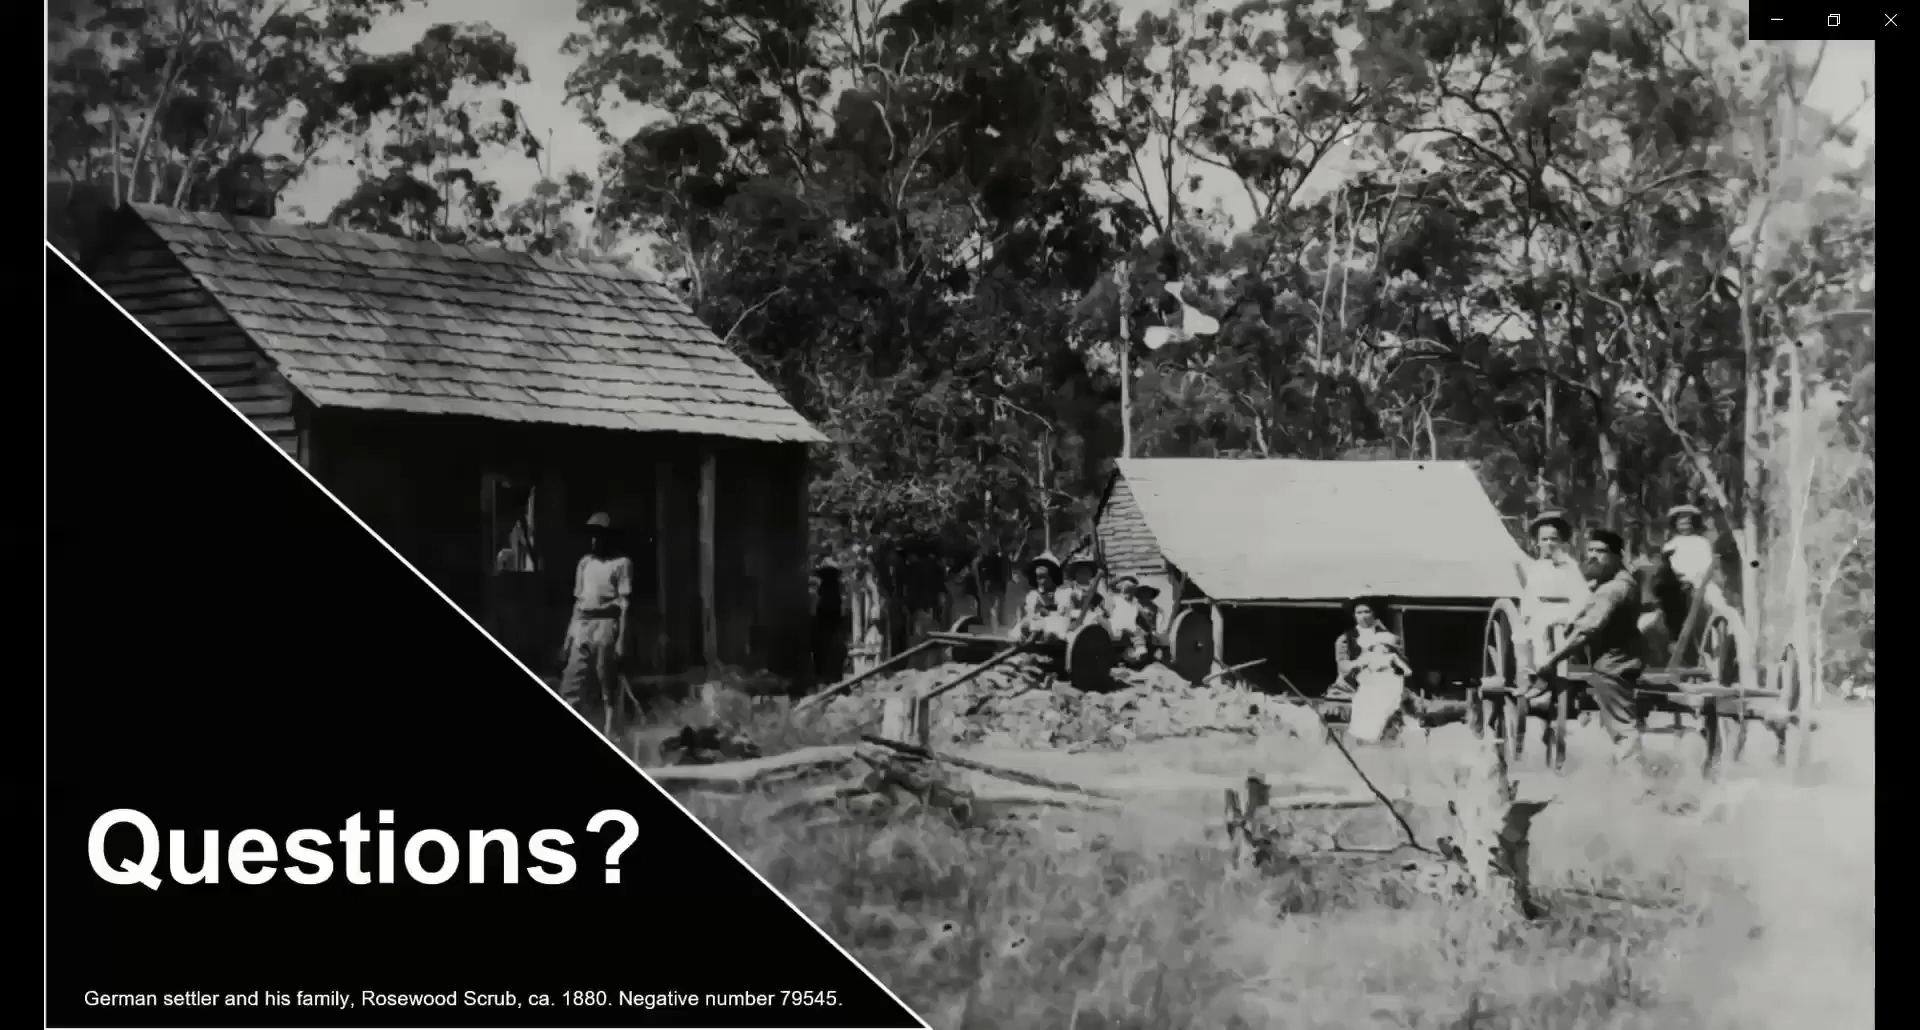 Questions?
German settler and his family, Rosewood Scrub, ca. 1880. Negative number 79545.